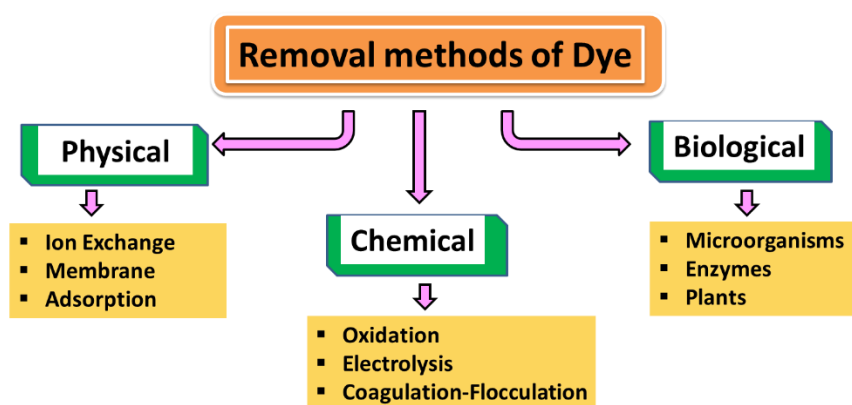 Removal methods of Dye
Physical
▪ Ion Exchange
▪ Membrane
▪ Adsorption
Chemical
▪ Oxidation
▪ Electrolysis
▪ Coagulation-Flocculation
Biological
▪ Microorganisms
▪ Enzymes
▪ Plants